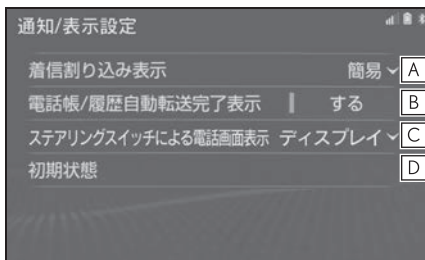 通知/表示設定
着信割り込み表示 簡易 A
電話帳/履歴自動転送完了表示 する B
ステアリングスイッチによる電話画面表示 ディスプレイ C
初期状態 D